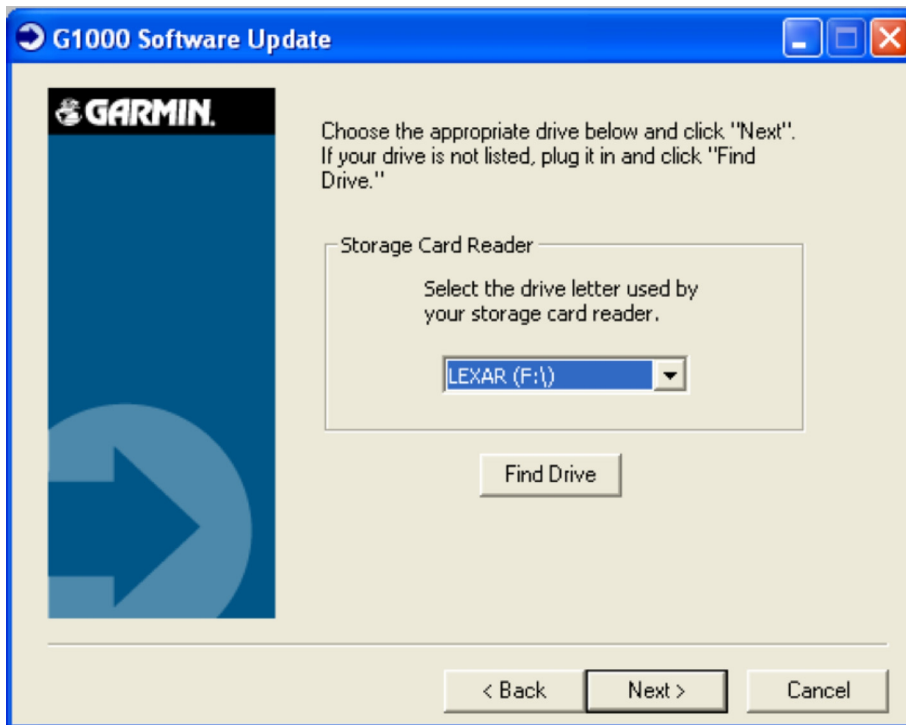 G1000 Software Update
GARMIN.
Choose the appropriate drive below and click "Next".
If your drive is not listed, plug it in and click "Find
Drive."
Storage Card Reader
Select the drive letter used by
your storage card reader.
LEXAR (F:\)
Find Drive
< Back
Next >
Cancel